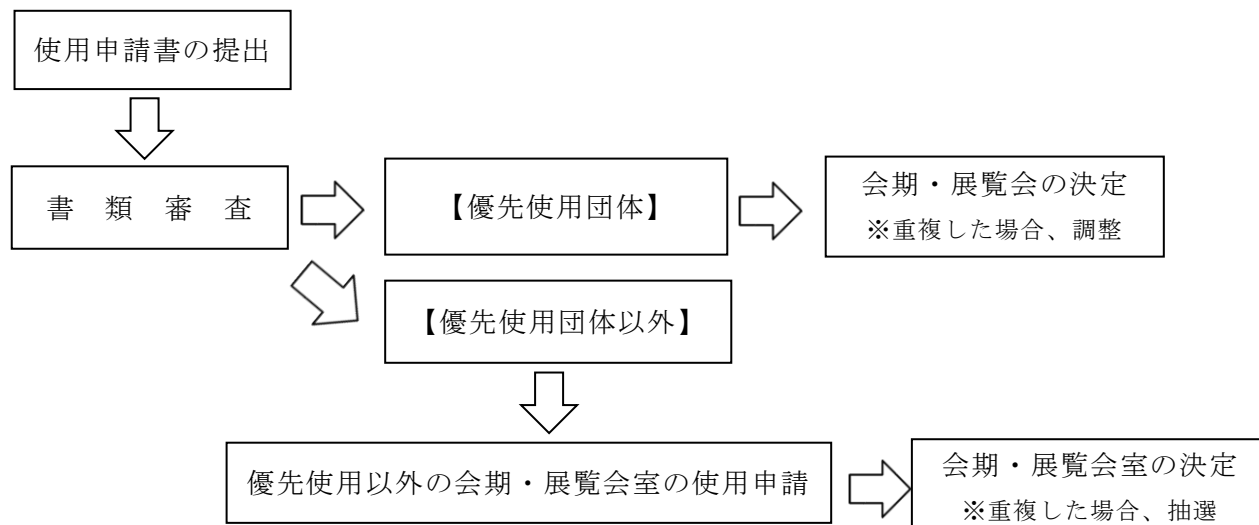 使用申請書の提出
書類審査
【優先使用団体】
会期・展覧会の決定
※重複した場合、調整
【優先使用団体以外】
優先使用以外の会期・展覧会室の使用申請
会期・展覧会室の決定
※重複した場合、抽選